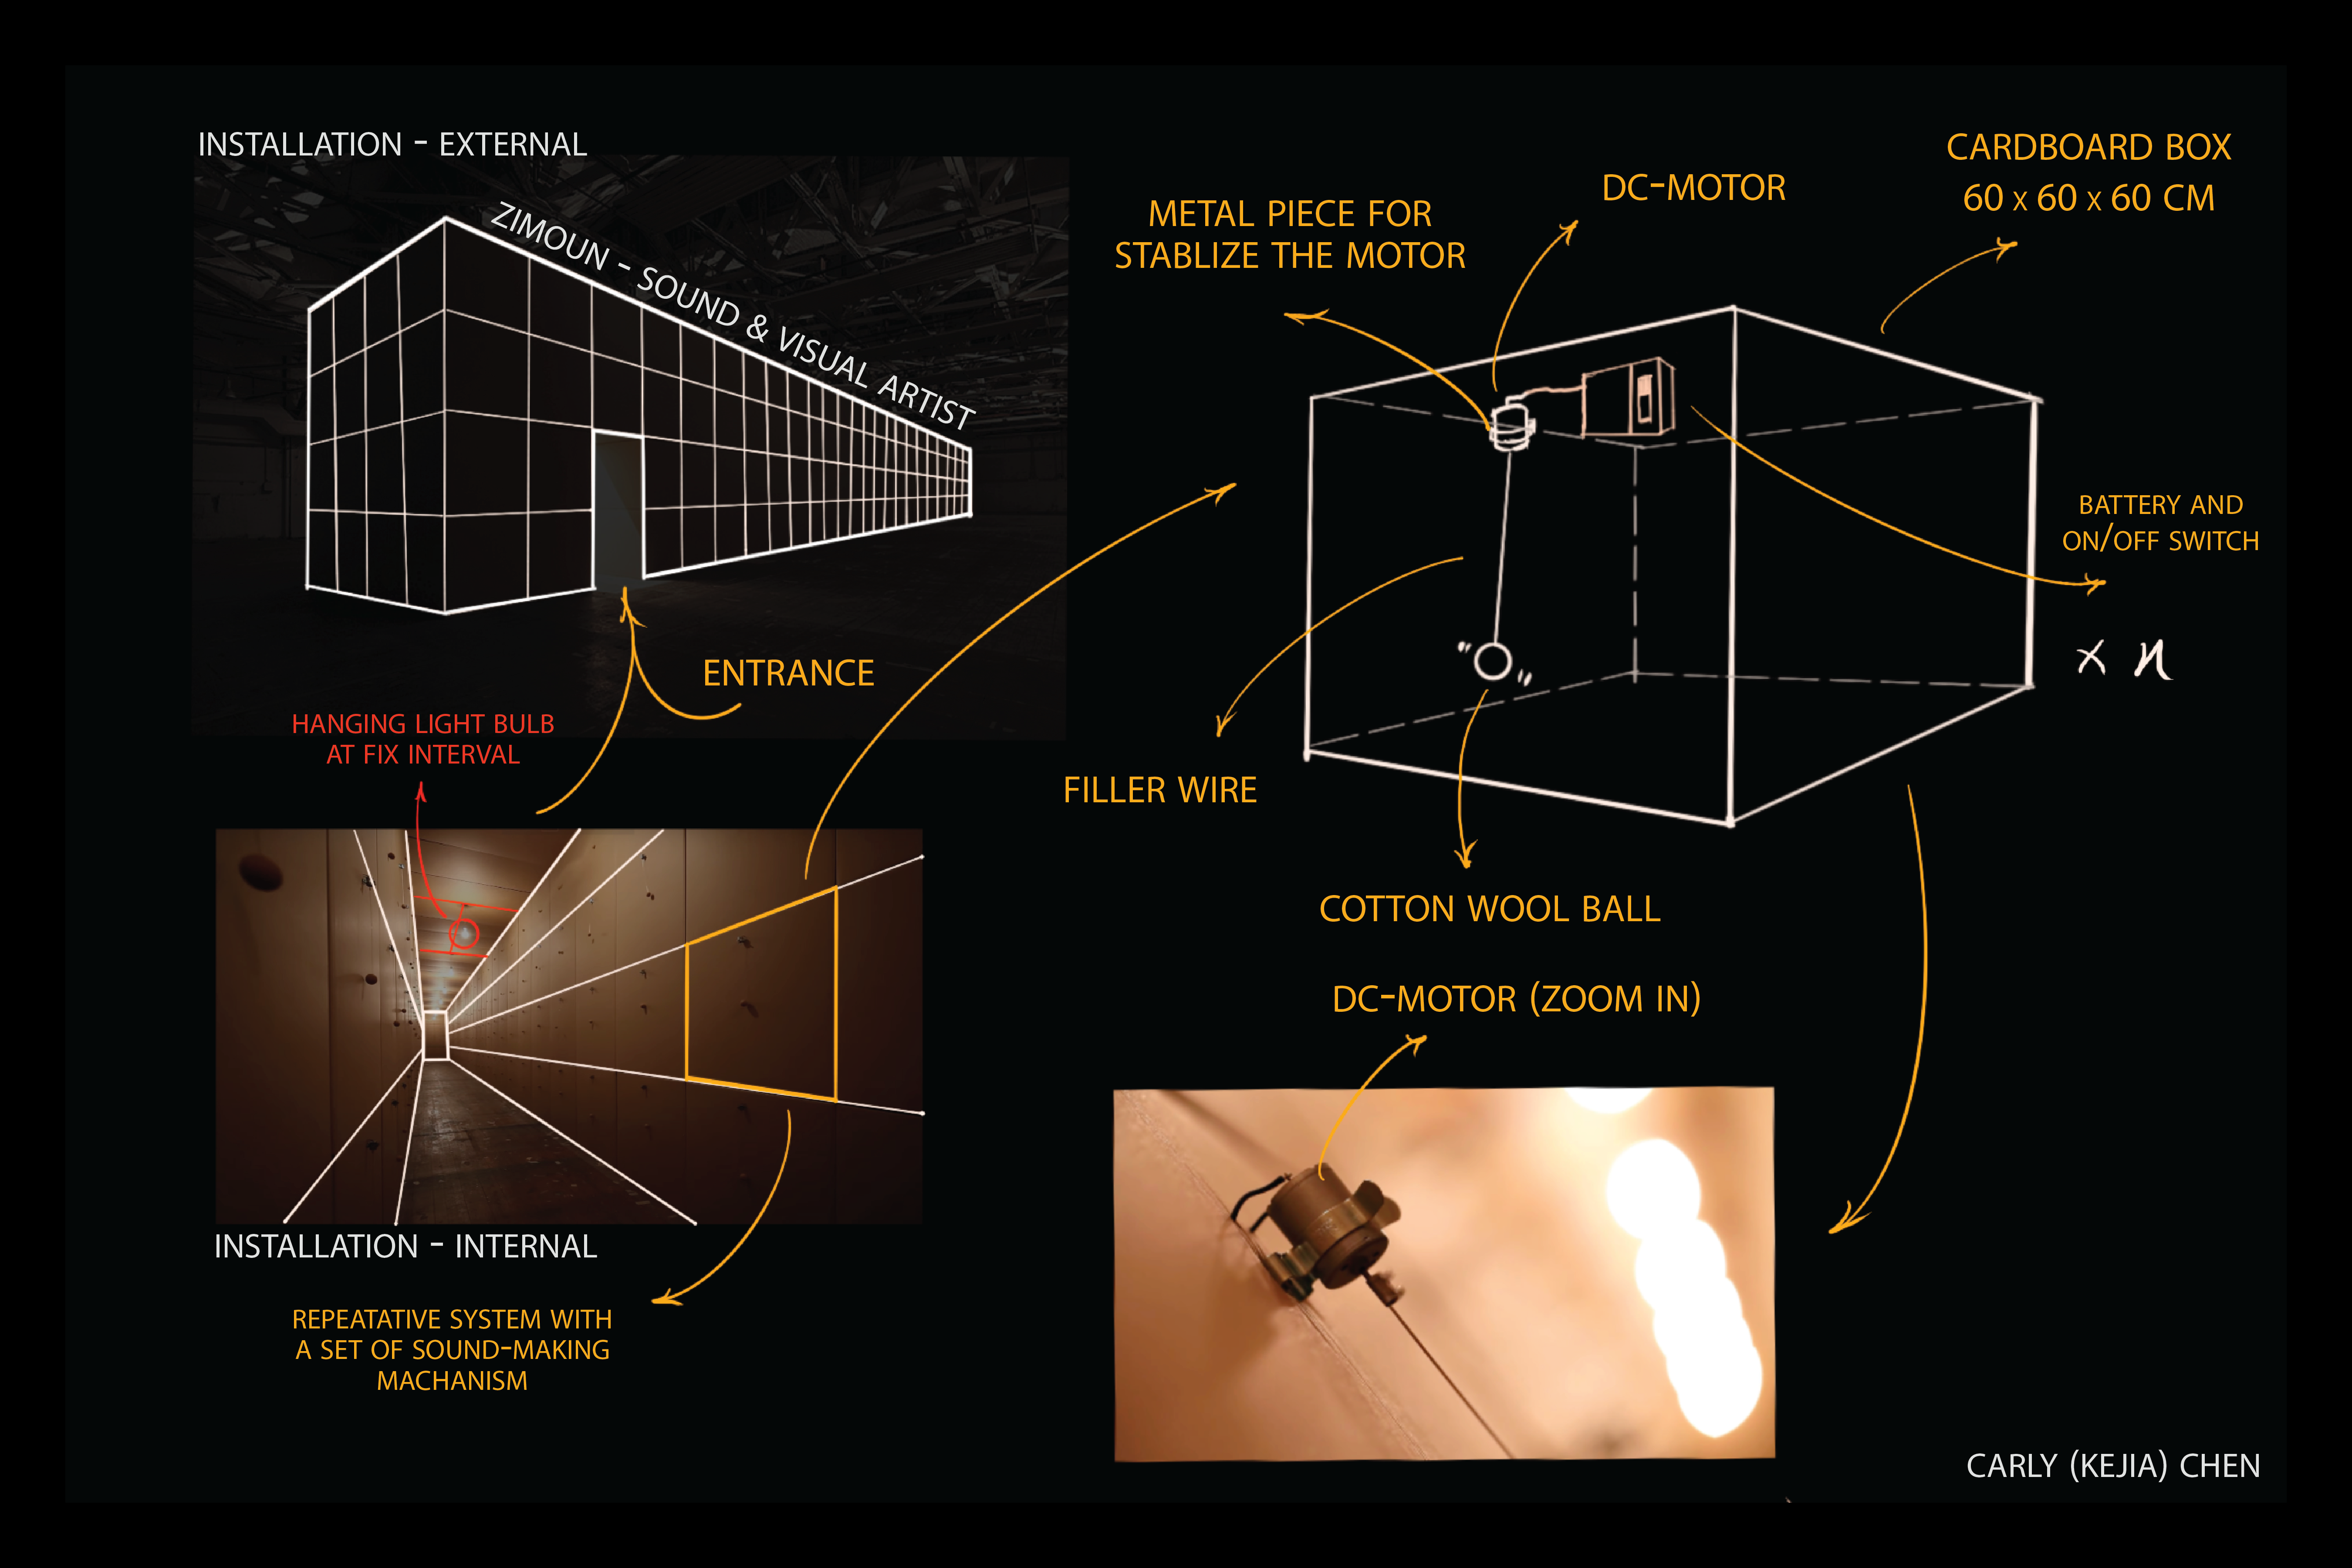 INSTALLATION - EXTERNAL
ZIMOUN - SOUND & VISUAL ARTIST
ENTRANCE
HANGING LIGHT BULB
AT FIX INTERVAL
INSTALLATION - INTERNAL
REPEATATIVE SYSTEM WITH
A SET OF SOUND-MAKING
MACHANISM
METAL PIECE FOR
STABLIZE THE MOTOR
DC-MOTOR
CARDBOARD BOX
60 x 60 x 60 CM
BATTERY AND
ON/OFF SWITCH
x n
FILLER WIRE
COTTON WOOL BALL
DC-MOTOR (ZOOM IN)
CARLY (KEJIA) CHEN